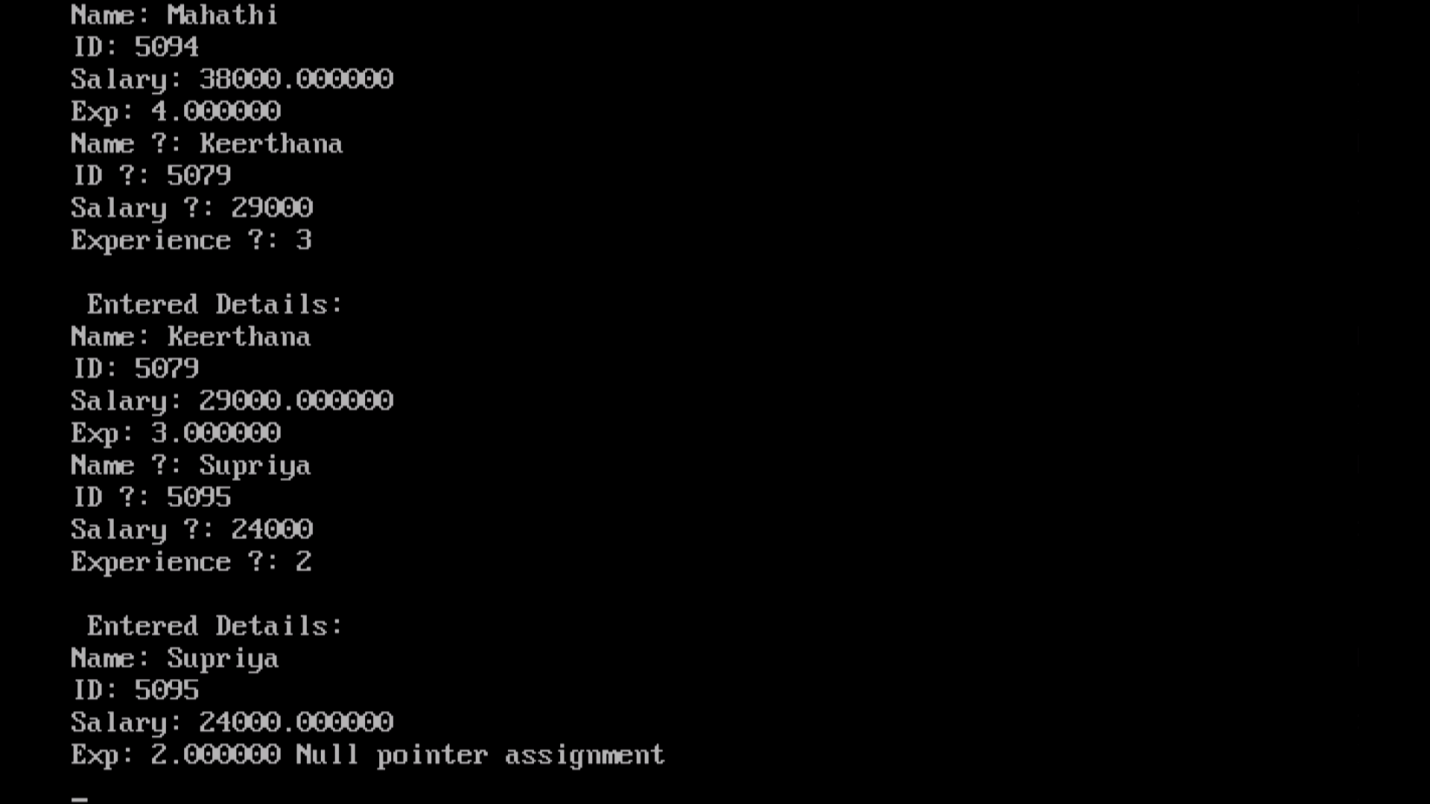 Name: Mahathi
ID: 5094
Salary: 38000.000000
Exp: 4.000000
Name ?: Keerthana
ID ?: 5079
Salary ?: 29000
Experience ?: 3
Entered Details:
Name: Keerthana
ID: 5079
Salary: 29000.000000
Exp: 3.000000
Name ?: Supriya
ID ?: 5095
Salary ?: 24000
Experience ?: 2
Entered Details:
Name: Supriya
ID: 5095
Salary: 24000.000000
Exp: 2.000000 Null pointer assignment
_